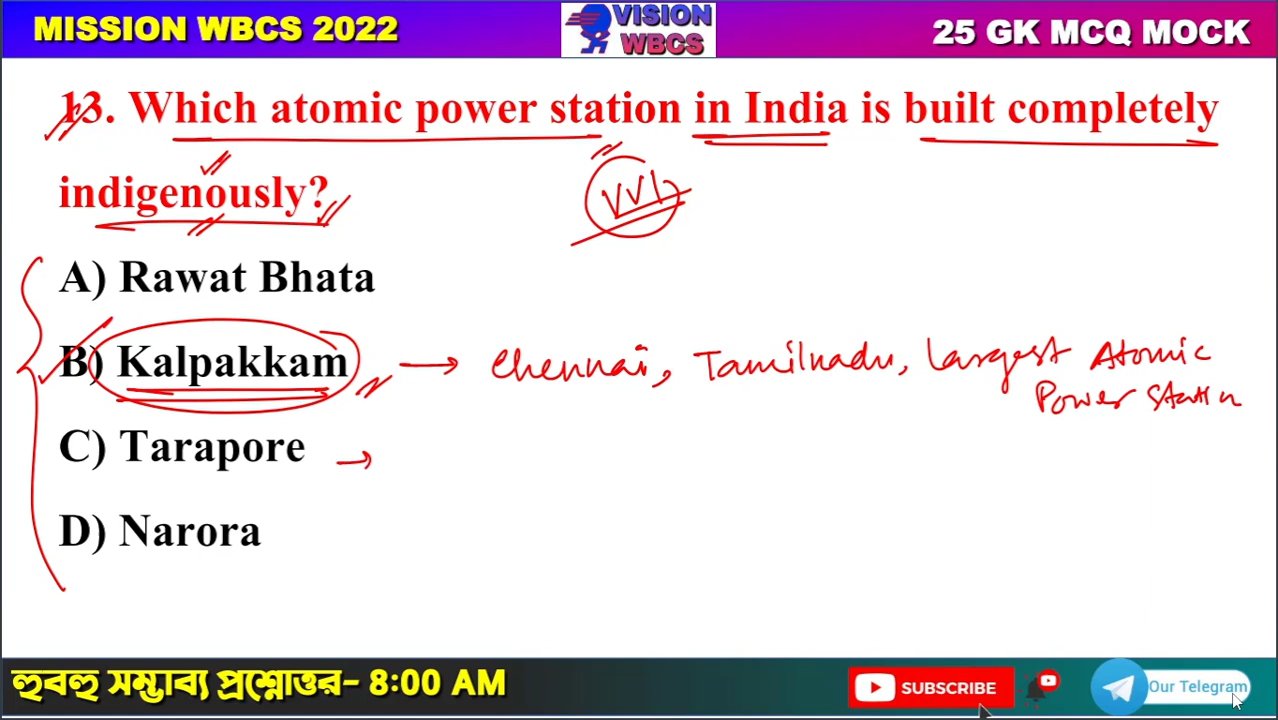 MISSION WBCS 2022
VISION
WBCS
25 GK MCQ MOCK
13. Which atomic power station in India is built completely
indigenously?
VVI
A) Rawat Bhata
B) Kalpakkam → Chennai, Tamilnadu, Largest Atomic
Power Station
C) Tarapore →
D) Narora
হুবহু সম্ভাব্য প্রশ্নোত্তর- 8:00 AM
SUBSCRIBE
Our Telegram